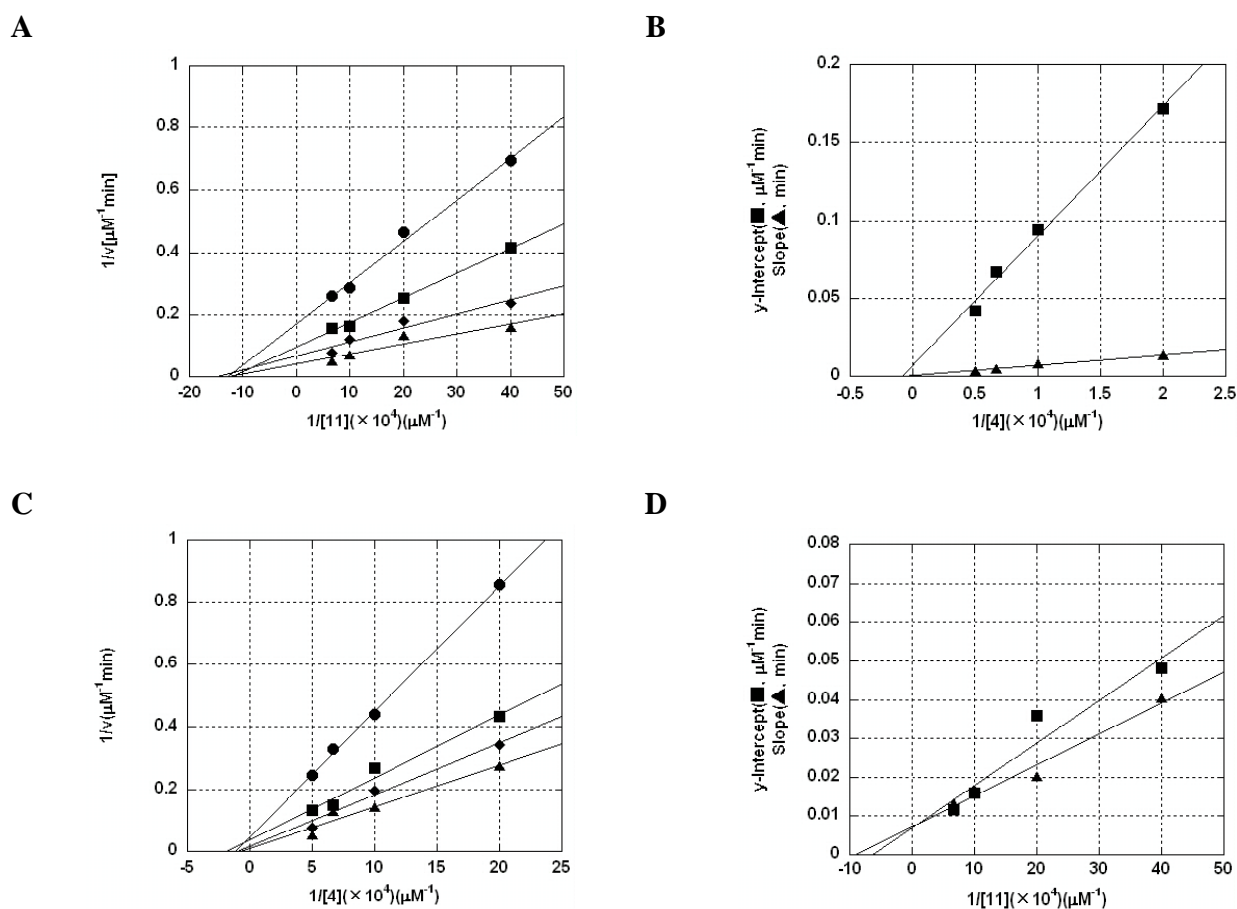 A
1
0.8
0.6
0.4
0.2
0
1/v[μM⁻¹min]
-20 -10 0 10 20 30 40 50
1/[11](×10⁴)(μM⁻¹)
B
0.2
0.15
0.1
0.05
0
y-Intercept(■, μM⁻¹min)
Slope(▲, min)
-0.5 0 0.5 1 1.5 2 2.5
1/[4](×10⁴)(μM⁻¹)
C
1
0.8
0.6
0.4
0.2
0
1/v(μM⁻¹min)
-5 0 5 10 15 20 25
1/[4](×10⁴)(μM⁻¹)
D
0.08
0.07
0.06
0.05
0.04
0.03
0.02
0.01
0
y-Intercept(■, μM⁻¹min)
Slope(▲, min)
-10 0 10 20 30 40 50
1/[11](×10⁴)(μM⁻¹)